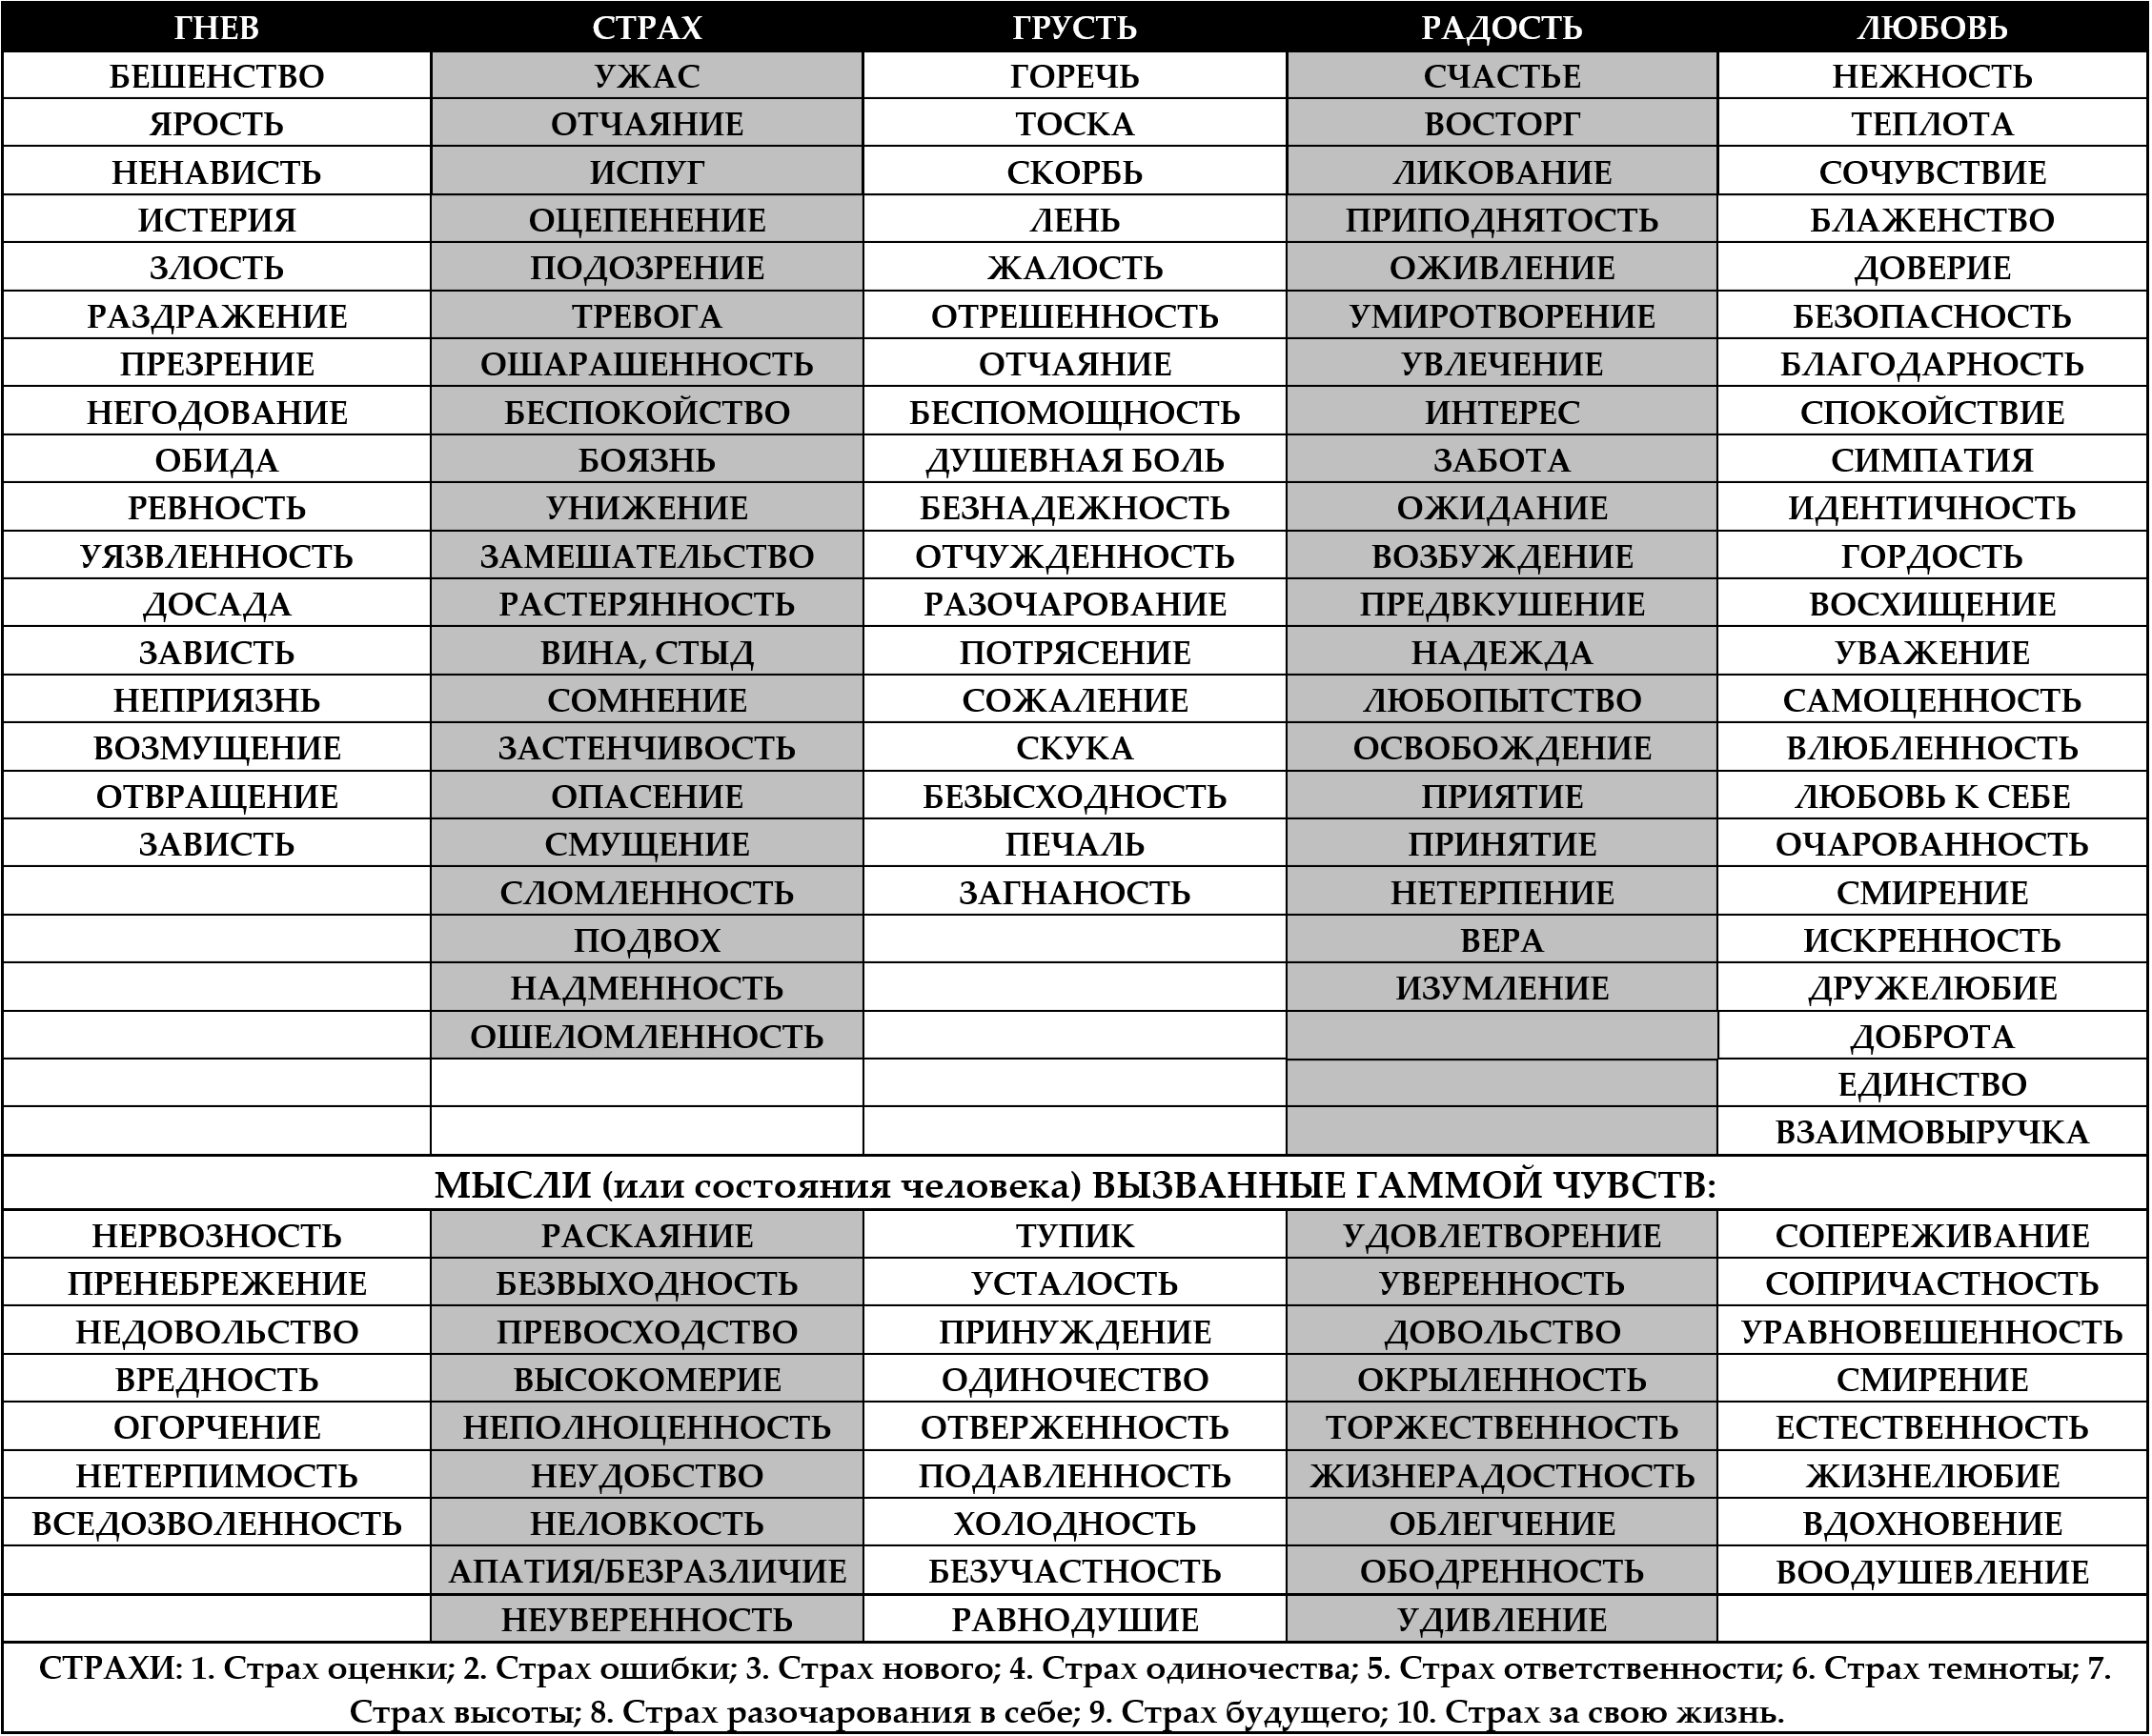 ГНЕВ СТРАХ ГРУСТЬ РАДОСТЬ ЛЮБОВЬ
БЕШЕНСТВО УЖАС ГОРЕЧЬ СЧАСТЬЕ НЕЖНОСТЬ
ЯРОСТЬ ОТЧАЯНИЕ ТОСКА ВОСТОРГ ТЕПЛОТА
НЕНАВИСТЬ ИСПУГ СКОРБЬ ЛИКОВАНИЕ СОЧУВСТВИЕ
ИСТЕРИЯ ОЦЕПЕНЕНИЕ ЛЕНЬ ПРИПОДНЯТОСТЬ БЛАЖЕНСТВО
ЗЛОСТЬ ПОДОЗРЕНИЕ ЖАЛОСТЬ ОЖИВЛЕНИЕ ДОВЕРИЕ
РАЗДРАЖЕНИЕ ТРЕВОГА ОТРЕШЕННОСТЬ УМИРОТВОРЕНИЕ БЕЗОПАСНОСТЬ
ПРЕЗРЕНИЕ ОШАРАШЕННОСТЬ ОТЧАЯНИЕ УВЛЕЧЕНИЕ БЛАГОДАРНОСТЬ
НЕГОДОВАНИЕ БЕСПОКОЙСТВО БЕСПОМОЩНОСТЬ ИНТЕРЕС СПОКОЙСТВИЕ
ОБИДА БОЯЗНЬ ДУШЕВНАЯ БОЛЬ ЗАБОТА СИМПАТИЯ
РЕВНОСТЬ УНИЖЕНИЕ БЕЗНАДЕЖНОСТЬ ОЖИДАНИЕ ИДЕНТИЧНОСТЬ
УЯЗВЛЕННОСТЬ ЗАМЕШАТЕЛЬСТВО ОТЧУЖДЕННОСТЬ ВОЗБУЖДЕНИЕ ГОРДОСТЬ
ДОСАДА РАСТЕРЯННОСТЬ РАЗОЧАРОВАНИЕ ПРЕДВКУШЕНИЕ ВОСХИЩЕНИЕ
ЗАВИСТЬ ВИНА, СТЫД ПОТРЯСЕНИЕ НАДЕЖДА УВАЖЕНИЕ
НЕПРИЯЗНЬ СОМНЕНИЕ СОЖАЛЕНИЕ ЛЮБОПЫТСТВО САМОЦЕННОСТЬ
ВОЗМУЩЕНИЕ ЗАСТЕНЧИВОСТЬ СКУКА ОСВОБОЖДЕНИЕ ВЛЮБЛЕННОСТЬ
ОТВРАЩЕНИЕ ОПАСЕНИЕ БЕЗЫСХОДНОСТЬ ПРИЯТИЕ ЛЮБОВЬ К СЕБЕ
ЗАВИСТЬ СМУЩЕНИЕ ПЕЧАЛЬ ПРИНЯТИЕ ОЧАРОВАННОСТЬ
СЛОМЛЕННОСТЬ ЗАГНАНОСТЬ НЕТЕРПЕНИЕ СМИРЕНИЕ
ПОДВОХ ВЕРА ИСКРЕННОСТЬ
НАДМЕННОСТЬ ИЗУМЛЕНИЕ ДРУЖЕЛЮБИЕ
ОШЕЛОМЛЕННОСТЬ ДОБРОТА
ЕДИНСТВО
ВЗАИМОВЫРУЧКА
МЫСЛИ (или состояния человека) ВЫЗВАННЫЕ ГАММОЙ ЧУВСТВ:
НЕРВОЗНОСТЬ РАСКАЯНИЕ ТУПИК УДОВЛЕТВОРЕНИЕ СОПЕРЕЖИВАНИЕ
ПРЕНЕБРЕЖЕНИЕ БЕЗВЫХОДНОСТЬ УСТАЛОСТЬ УВЕРЕННОСТЬ СОПРИЧАСТНОСТЬ
НЕДОВОЛЬСТВО ПРЕВОСХОДСТВО ПРИНУЖДЕНИЕ ДОВОЛЬСТВО УРАВНОВЕШЕННОСТЬ
ВРЕДНОСТЬ ВЫСОКОМЕРИЕ ОДИНОЧЕСТВО ОКРЫЛЕННОСТЬ СМИРЕНИЕ
ОГОРЧЕНИЕ НЕПОЛНОЦЕННОСТЬ ОТВЕРЖЕННОСТЬ ТОРЖЕСТВЕННОСТЬ ЕСТЕСТВЕННОСТЬ
НЕТЕРПИМОСТЬ НЕУДОБСТВО ПОДАВЛЕННОСТЬ ЖИЗНЕРАДОСТНОСТЬ ЖИЗНЕЛЮБИЕ
ВСЕДОЗВОЛЕННОСТЬ НЕЛОВКОСТЬ ХОЛОДНОСТЬ ОБЛЕГЧЕНИЕ ВДОХНОВЕНИЕ
АПАТИЯ/БЕЗРАЗЛИЧИЕ БЕЗУЧАСТНОСТЬ ОБОДРЕННОСТЬ ВООДУШЕВЛЕНИЕ
НЕУВЕРЕННОСТЬ РАВНОДУШИЕ УДИВЛЕНИЕ
СТРАХИ: 1. Страх оценки; 2. Страх ошибки; 3. Страх нового; 4. Страх одиночества; 5. Страх ответственности; 6. Страх темноты; 7.
Страх высоты; 8. Страх разочарования в себе; 9. Страх будущего; 10. Страх за свою жизнь.